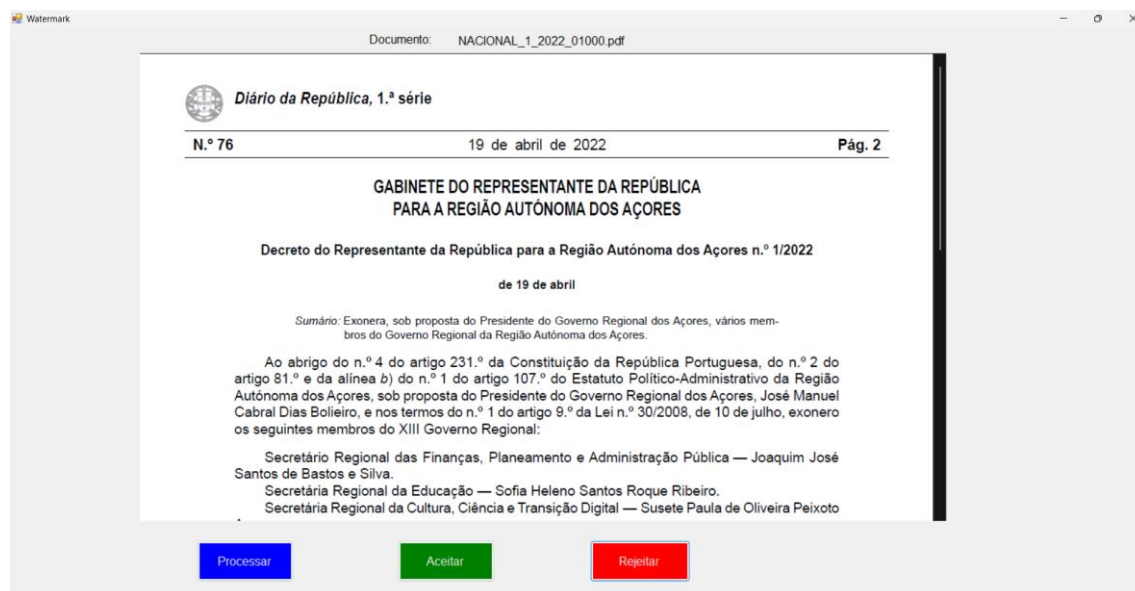 Watermark
Documento: NACIONAL_1_2022_01000.pdf
Diário da República, 1.ª série
N.º 76 19 de abril de 2022 Pág. 2
GABINETE DO REPRESENTANTE DA REPÚBLICA
PARA A REGIÃO AUTÓNOMA DOS AÇORES
Decreto do Representante da República para a Região Autónoma dos Açores n.º 1/2022
de 19 de abril
Sumário: Exonera, sob proposta do Presidente do Governo Regional dos Açores, vários mem-
bros do Governo Regional da Região Autónoma dos Açores.
Ao abrigo do n.º 4 do artigo 231.º da Constituição da República Portuguesa, do n.º 2 do
artigo 81.º e da alínea b) do n.º 1 do artigo 107.º do Estatuto Político-Administrativo da Região
Autónoma dos Açores, sob proposta do Presidente do Governo Regional dos Açores, José Manuel
Cabral Dias Bolieiro, e nos termos do n.º 1 do artigo 9.º da Lei n.º 30/2008, de 10 de julho, exonero
os seguintes membros do XIII Governo Regional:
Secretário Regional das Finanças, Planeamento e Administração Pública — Joaquim José
Santos de Bastos e Silva.
Secretária Regional da Educação — Sofia Heleno Santos Roque Ribeiro.
Secretária Regional da Cultura, Ciência e Transição Digital — Susete Paula de Oliveira Peixoto
Processar Aceitar Rejeitar